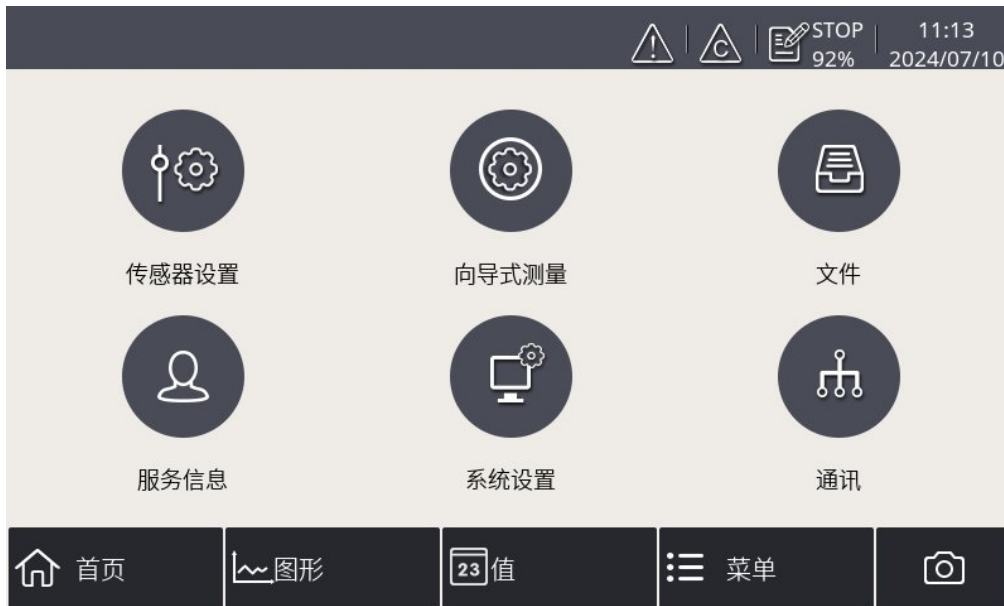 STOP 11:13
92% 2024/07/10
C
传感器设置 向导式测量 文件
服务信息 系统设置 通讯
首页 图形 23 值 菜单